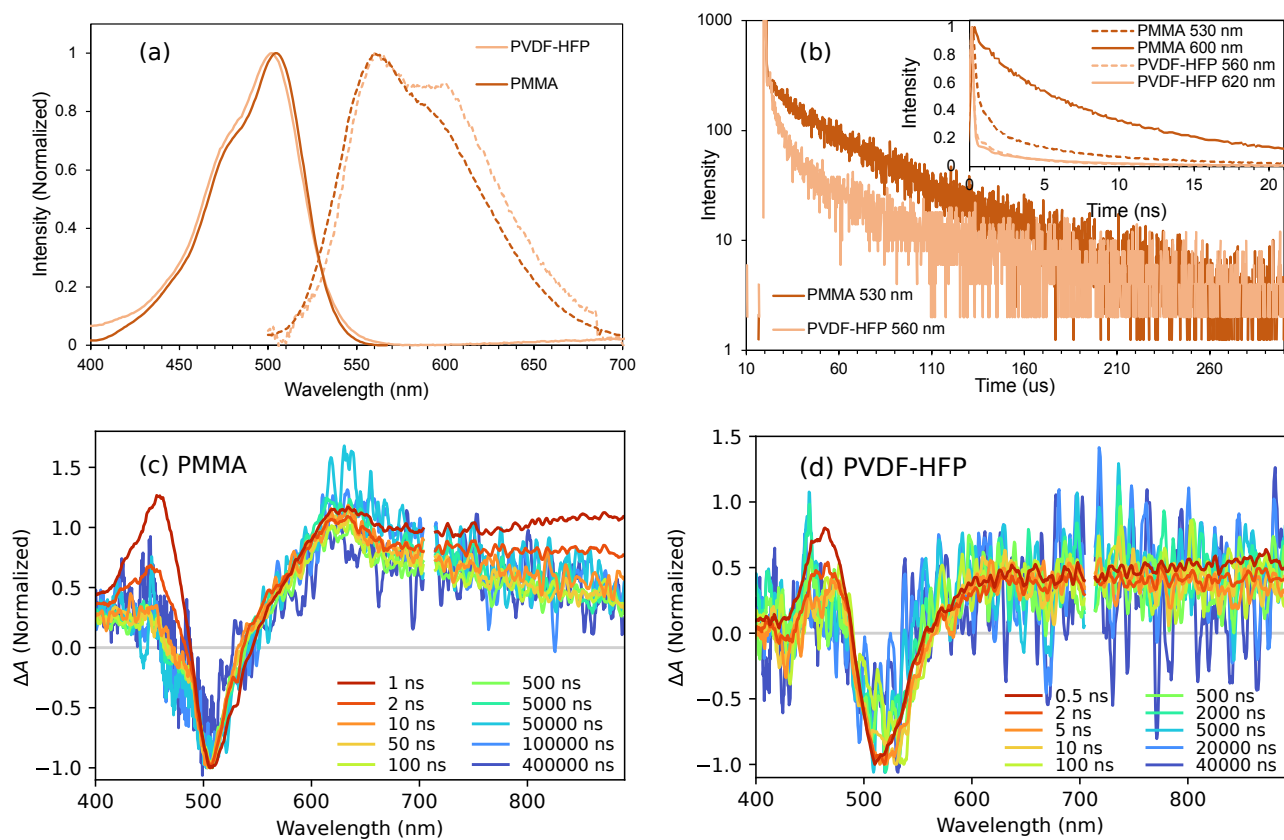 (a)
PVDF-HFP
PMMA
Intensity (Normalized)
1
0.8
0.6
0.4
0.2
0
400
450
500
550
600
650
700
Wavelength (nm)
(b)
1000
100
10
1
Intensity
10
60
110
160
210
260
Time (us)
PMMA 530 nm
PVDF-HFP 560 nm
PMMA 530 nm
PMMA 600 nm
PVDF-HFP 560 nm
PVDF-HFP 620 nm
Intensity
1
0.8
0.6
0.4
0.2
0
0
5
10
15
20
Time (ns)
(c) PMMA
ΔA (Normalized)
1.5
1.0
0.5
0.0
−0.5
−1.0
1 ns
2 ns
10 ns
50 ns
100 ns
500 ns
5000 ns
50000 ns
100000 ns
400000 ns
400
500
600
700
800
Wavelength (nm)
(d) PVDF-HFP
ΔA (Normalized)
1.5
1.0
0.5
0.0
−0.5
−1.0
0.5 ns
2 ns
5 ns
10 ns
100 ns
500 ns
2000 ns
5000 ns
20000 ns
40000 ns
400
500
600
700
800
Wavelength (nm)